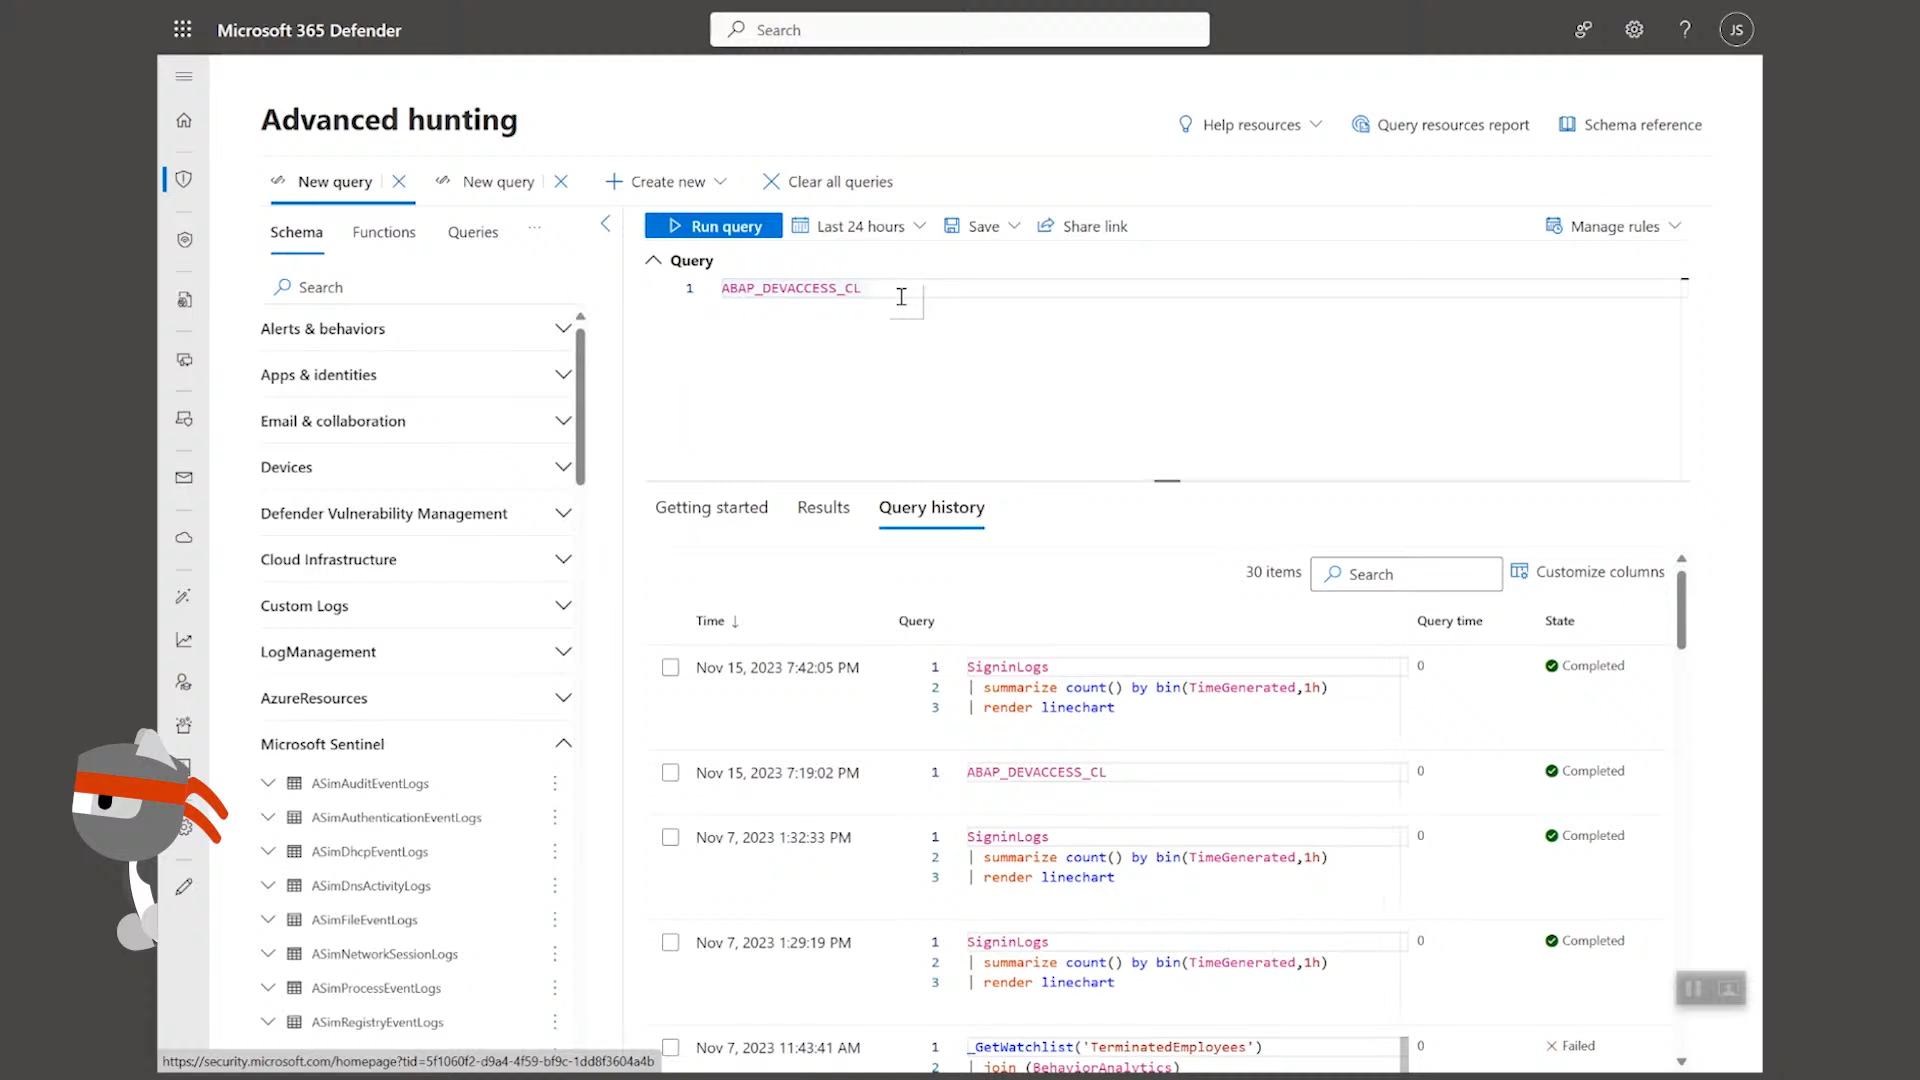 Microsoft 365 Defender
Search
JS
Advanced hunting
Help resources
Query resources report
Schema reference
New query
New query
Create new
Clear all queries
Schema
Functions
Queries
Run query
Last 24 hours
Save
Share link
Manage rules
Query
1 ABAP_DEVACCESS_CL
Search
Alerts & behaviors
Apps & identities
Email & collaboration
Devices
Defender Vulnerability Management
Cloud Infrastructure
Custom Logs
LogManagement
AzureResources
Microsoft Sentinel
ASimAuditEventLogs
ASimAuthenticationEventLogs
ASimDhcpEventLogs
ASimDnsActivityLogs
ASimFileEventLogs
ASimNetworkSessionLogs
ASimProcessEventLogs
ASimRegistryEventLogs
Getting started
Results
Query history
30 items
Search
Customize columns
Time ↓
Query
Query time
State
Nov 15, 2023 7:42:05 PM
1 SigninLogs
2 | summarize count() by bin(TimeGenerated,1h)
3 | render linechart
0
Completed
Nov 15, 2023 7:19:02 PM
1 ABAP_DEVACCESS_CL
0
Completed
Nov 7, 2023 1:32:33 PM
1 SigninLogs
2 | summarize count() by bin(TimeGenerated,1h)
3 | render linechart
0
Completed
Nov 7, 2023 1:29:19 PM
1 SigninLogs
2 | summarize count() by bin(TimeGenerated,1h)
3 | render linechart
0
Completed
Nov 7, 2023 11:43:41 AM
1 _GetWatchlist('TerminatedEmployees')
2 | join (BehaviorAnalytics)
0
Failed
https://security.microsoft.com/homepage?tid=5f1060f2-d9a4-4f59-bf9c-1dd8f3604a4b